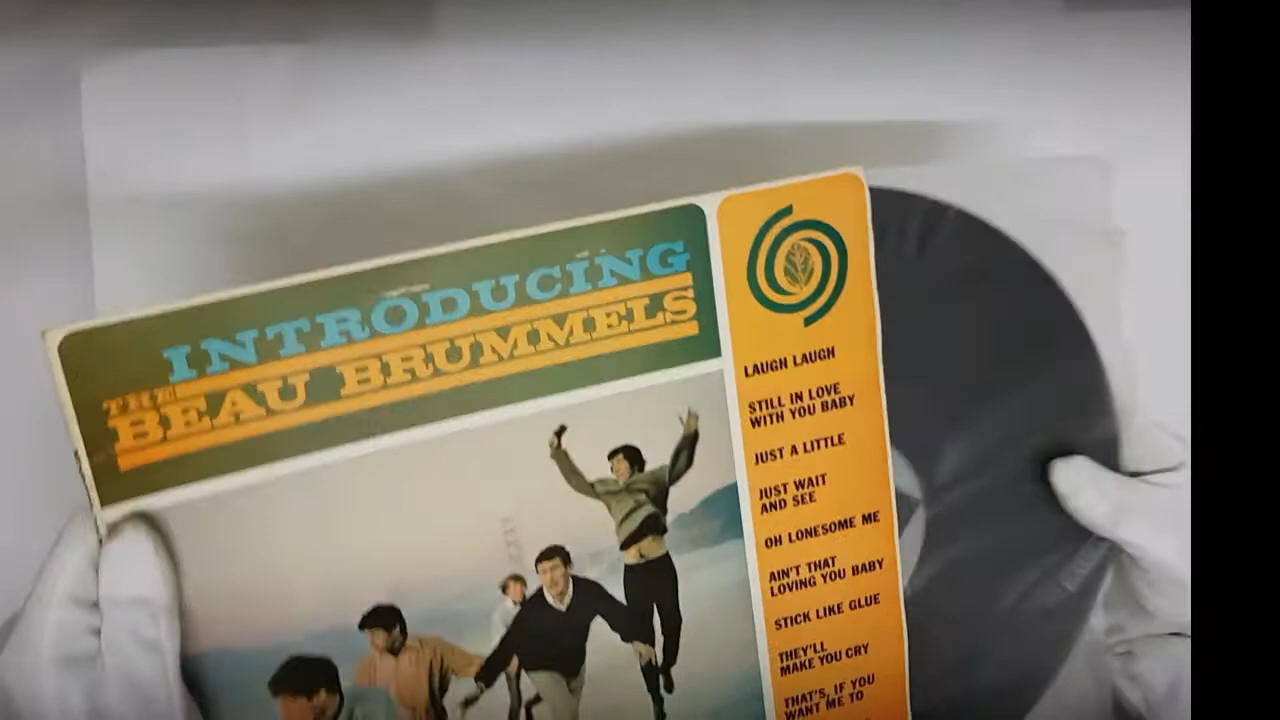 INTRODUCING
THE
BEAU BRUMMELS
LAUGH LAUGH
STILL IN LOVE
WITH YOU BABY
JUST A LITTLE
JUST WAIT
AND SEE
OH LONESOME ME
AIN'T THAT
LOVING YOU BABY
STICK LIKE GLUE
THEY'LL
MAKE YOU CRY
THAT'S, IF YOU
WANT ME TO